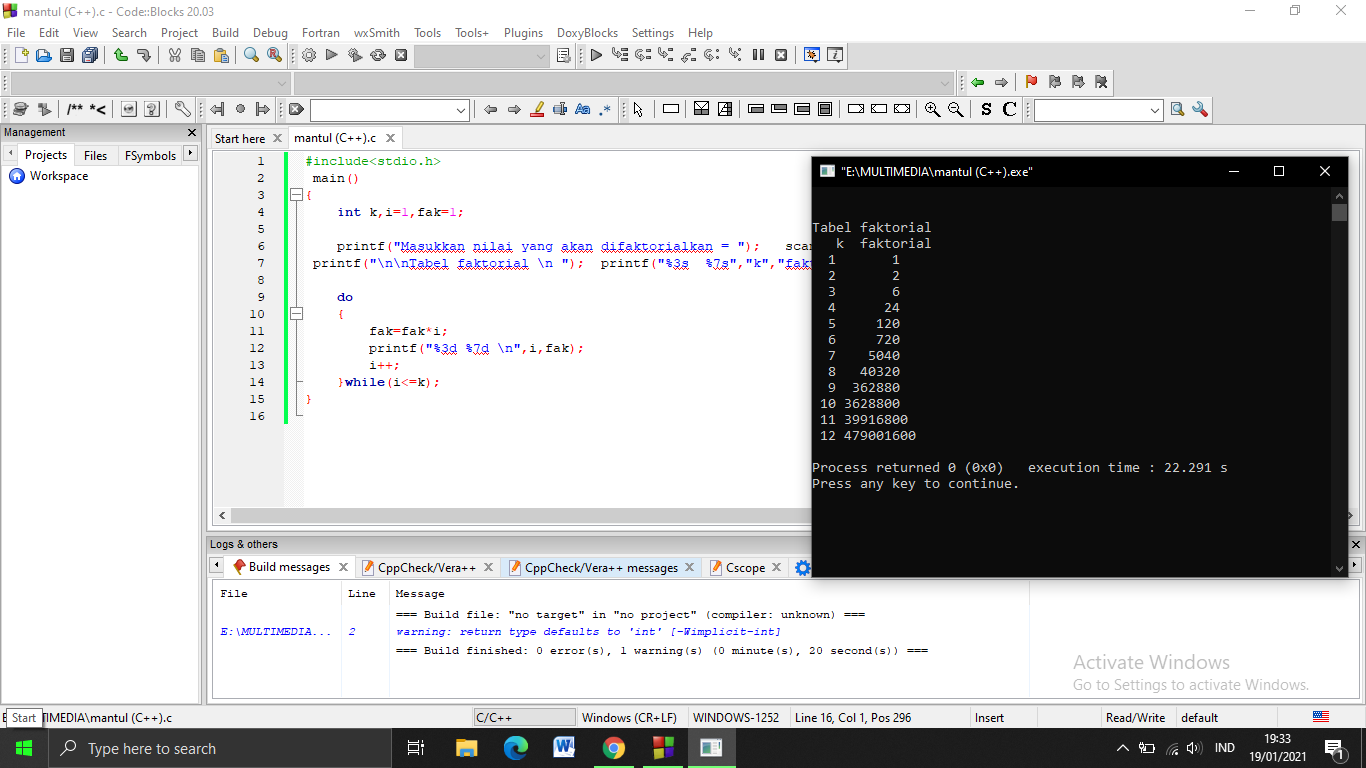 mantul (C++).c - Code::Blocks 20.03
File Edit View Search Project Build Debug Fortran wxSmith Tools Tools+ Plugins DoxyBlocks Settings Help
/** *<
Aa .*
S C
Management
Projects Files FSymbols
Workspace
Start here mantul (C++).c
1 #include<stdio.h>
2 main()
3 {
4 int k,i=1,fak=1;
5
6 printf("Masukkan nilai yang akan difaktorialkan = "); scan
7 printf("\n\nTabel faktorial \n "); printf("%3s %7s","k","fak
8
9 do
10 {
11 fak=fak*i;
12 printf("%3d %7d \n",i,fak);
13 i++;
14 }while(i<=k);
15 }
16
"E:\MULTIMEDIA\mantul (C++).exe"
Tabel faktorial
k faktorial
1 1
2 2
3 6
4 24
5 120
6 720
7 5040
8 40320
9 362880
10 3628800
11 39916800
12 479001600
Process returned 0 (0x0) execution time : 22.291 s
Press any key to continue.
Logs & others
Build messages CppCheck/Vera++ CppCheck/Vera++ messages Cscope
File Line Message
=== Build file: "no target" in "no project" (compiler: unknown) ===
E:\MULTIMEDIA... 2 warning: return type defaults to 'int' [-Wimplicit-int]
=== Build finished: 0 error(s), 1 warning(s) (0 minute(s), 20 second(s)) ===
Activate Windows
Go to Settings to activate Windows.
Start
IMEDIA\mantul (C++).c C/C++ Windows (CR+LF) WINDOWS-1252 Line 16, Col 1, Pos 296 Insert Read/Write default
Type here to search
IND
19:33
19/01/2021
1